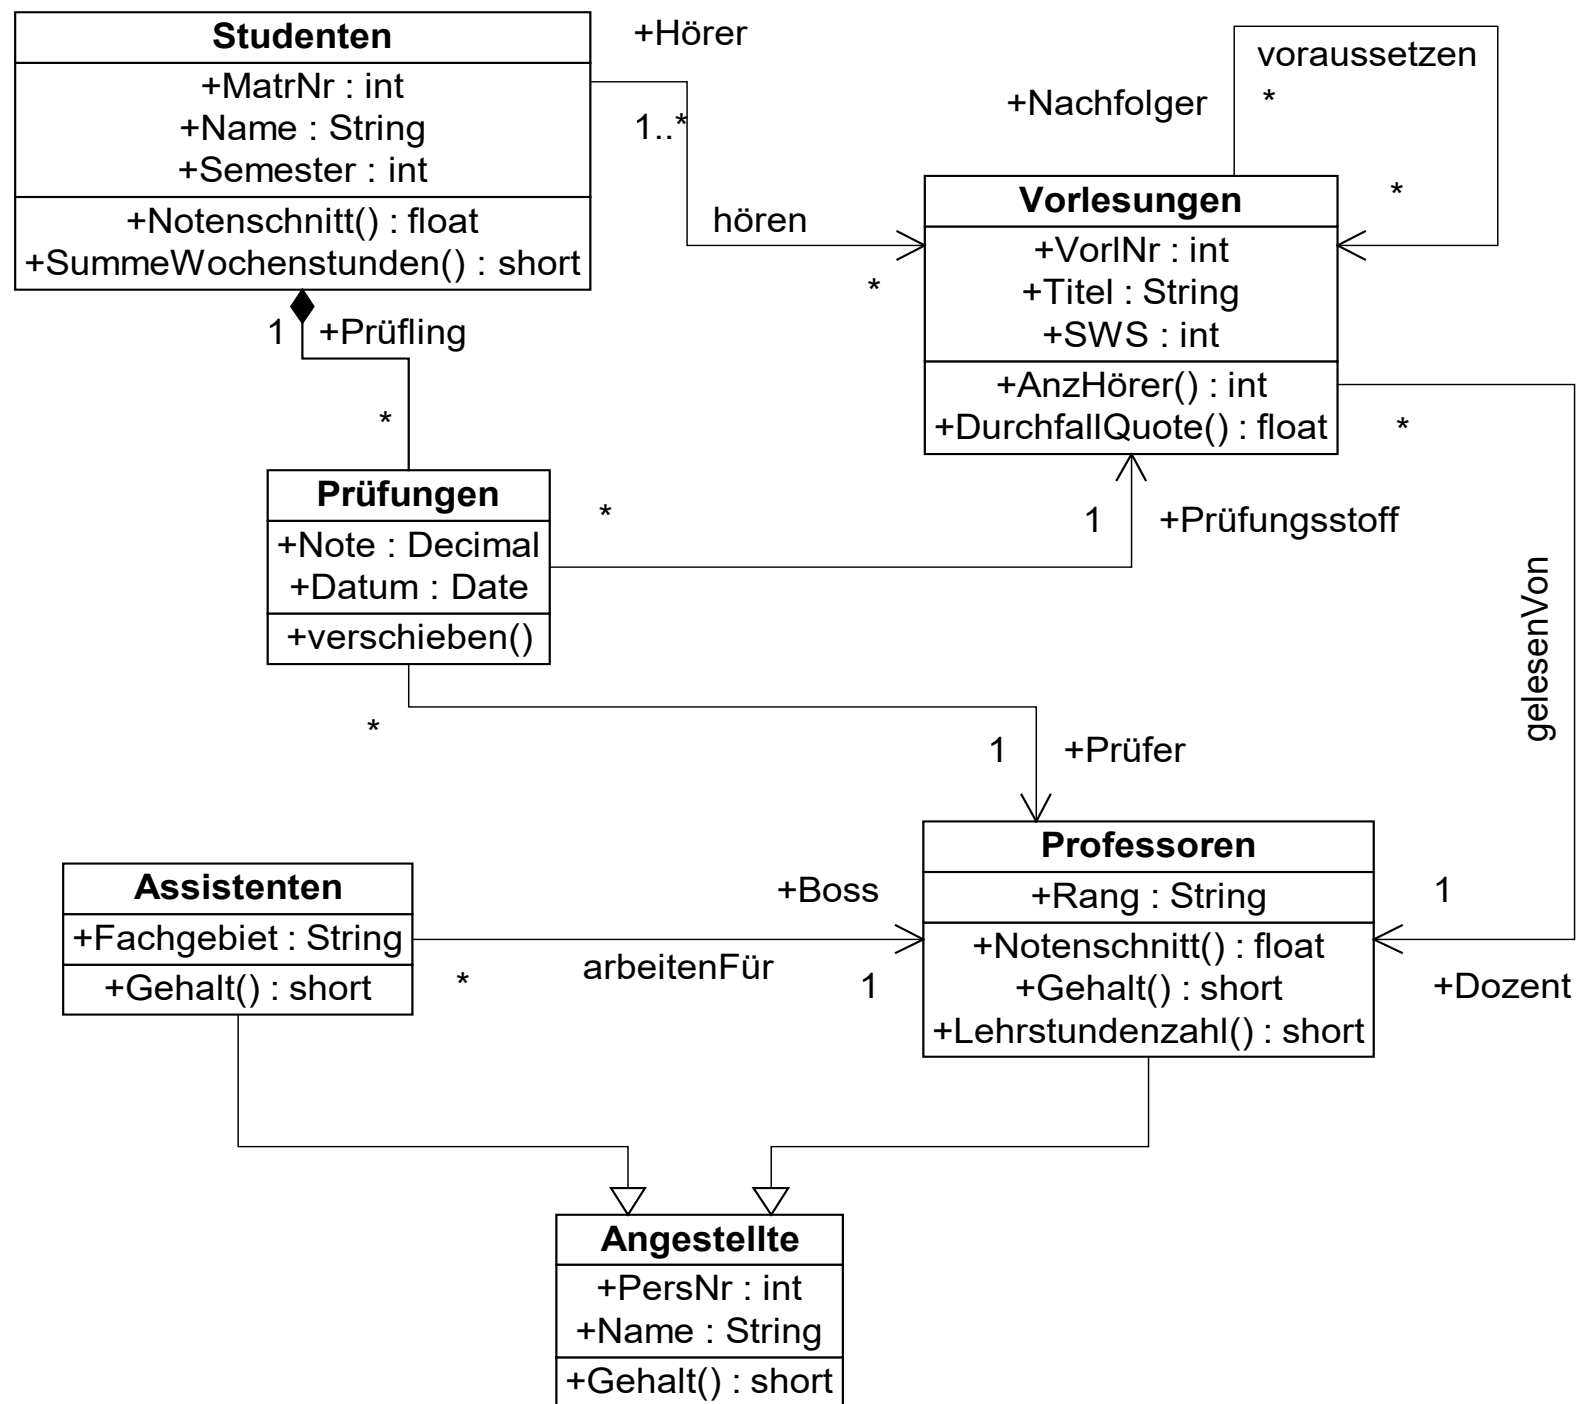 Studenten
+MatrNr : int
+Name : String
+Semester : int
+Notenschnitt() : float
+SummeWochenstunden() : short
+Hörer
1..*
hören
*
voraussetzen
+Nachfolger
*
*
Vorlesungen
+VorlNr : int
+Titel : String
+SWS : int
+AnzHörer() : int
+DurchfallQuote() : float
1
+Prüfling
*
*
Prüfungen
+Note : Decimal
+Datum : Date
+verschieben()
*
1
+Prüfungsstoff
gelesenVon
*
1
+Prüfer
Professoren
+Rang : String
+Notenschnitt() : float
+Gehalt() : short
+Lehrstundenzahl() : short
1
+Dozent
Assistenten
+Fachgebiet : String
+Gehalt() : short
+Boss
arbeitenFür
*
1
Angestellte
+PersNr : int
+Name : String
+Gehalt() : short